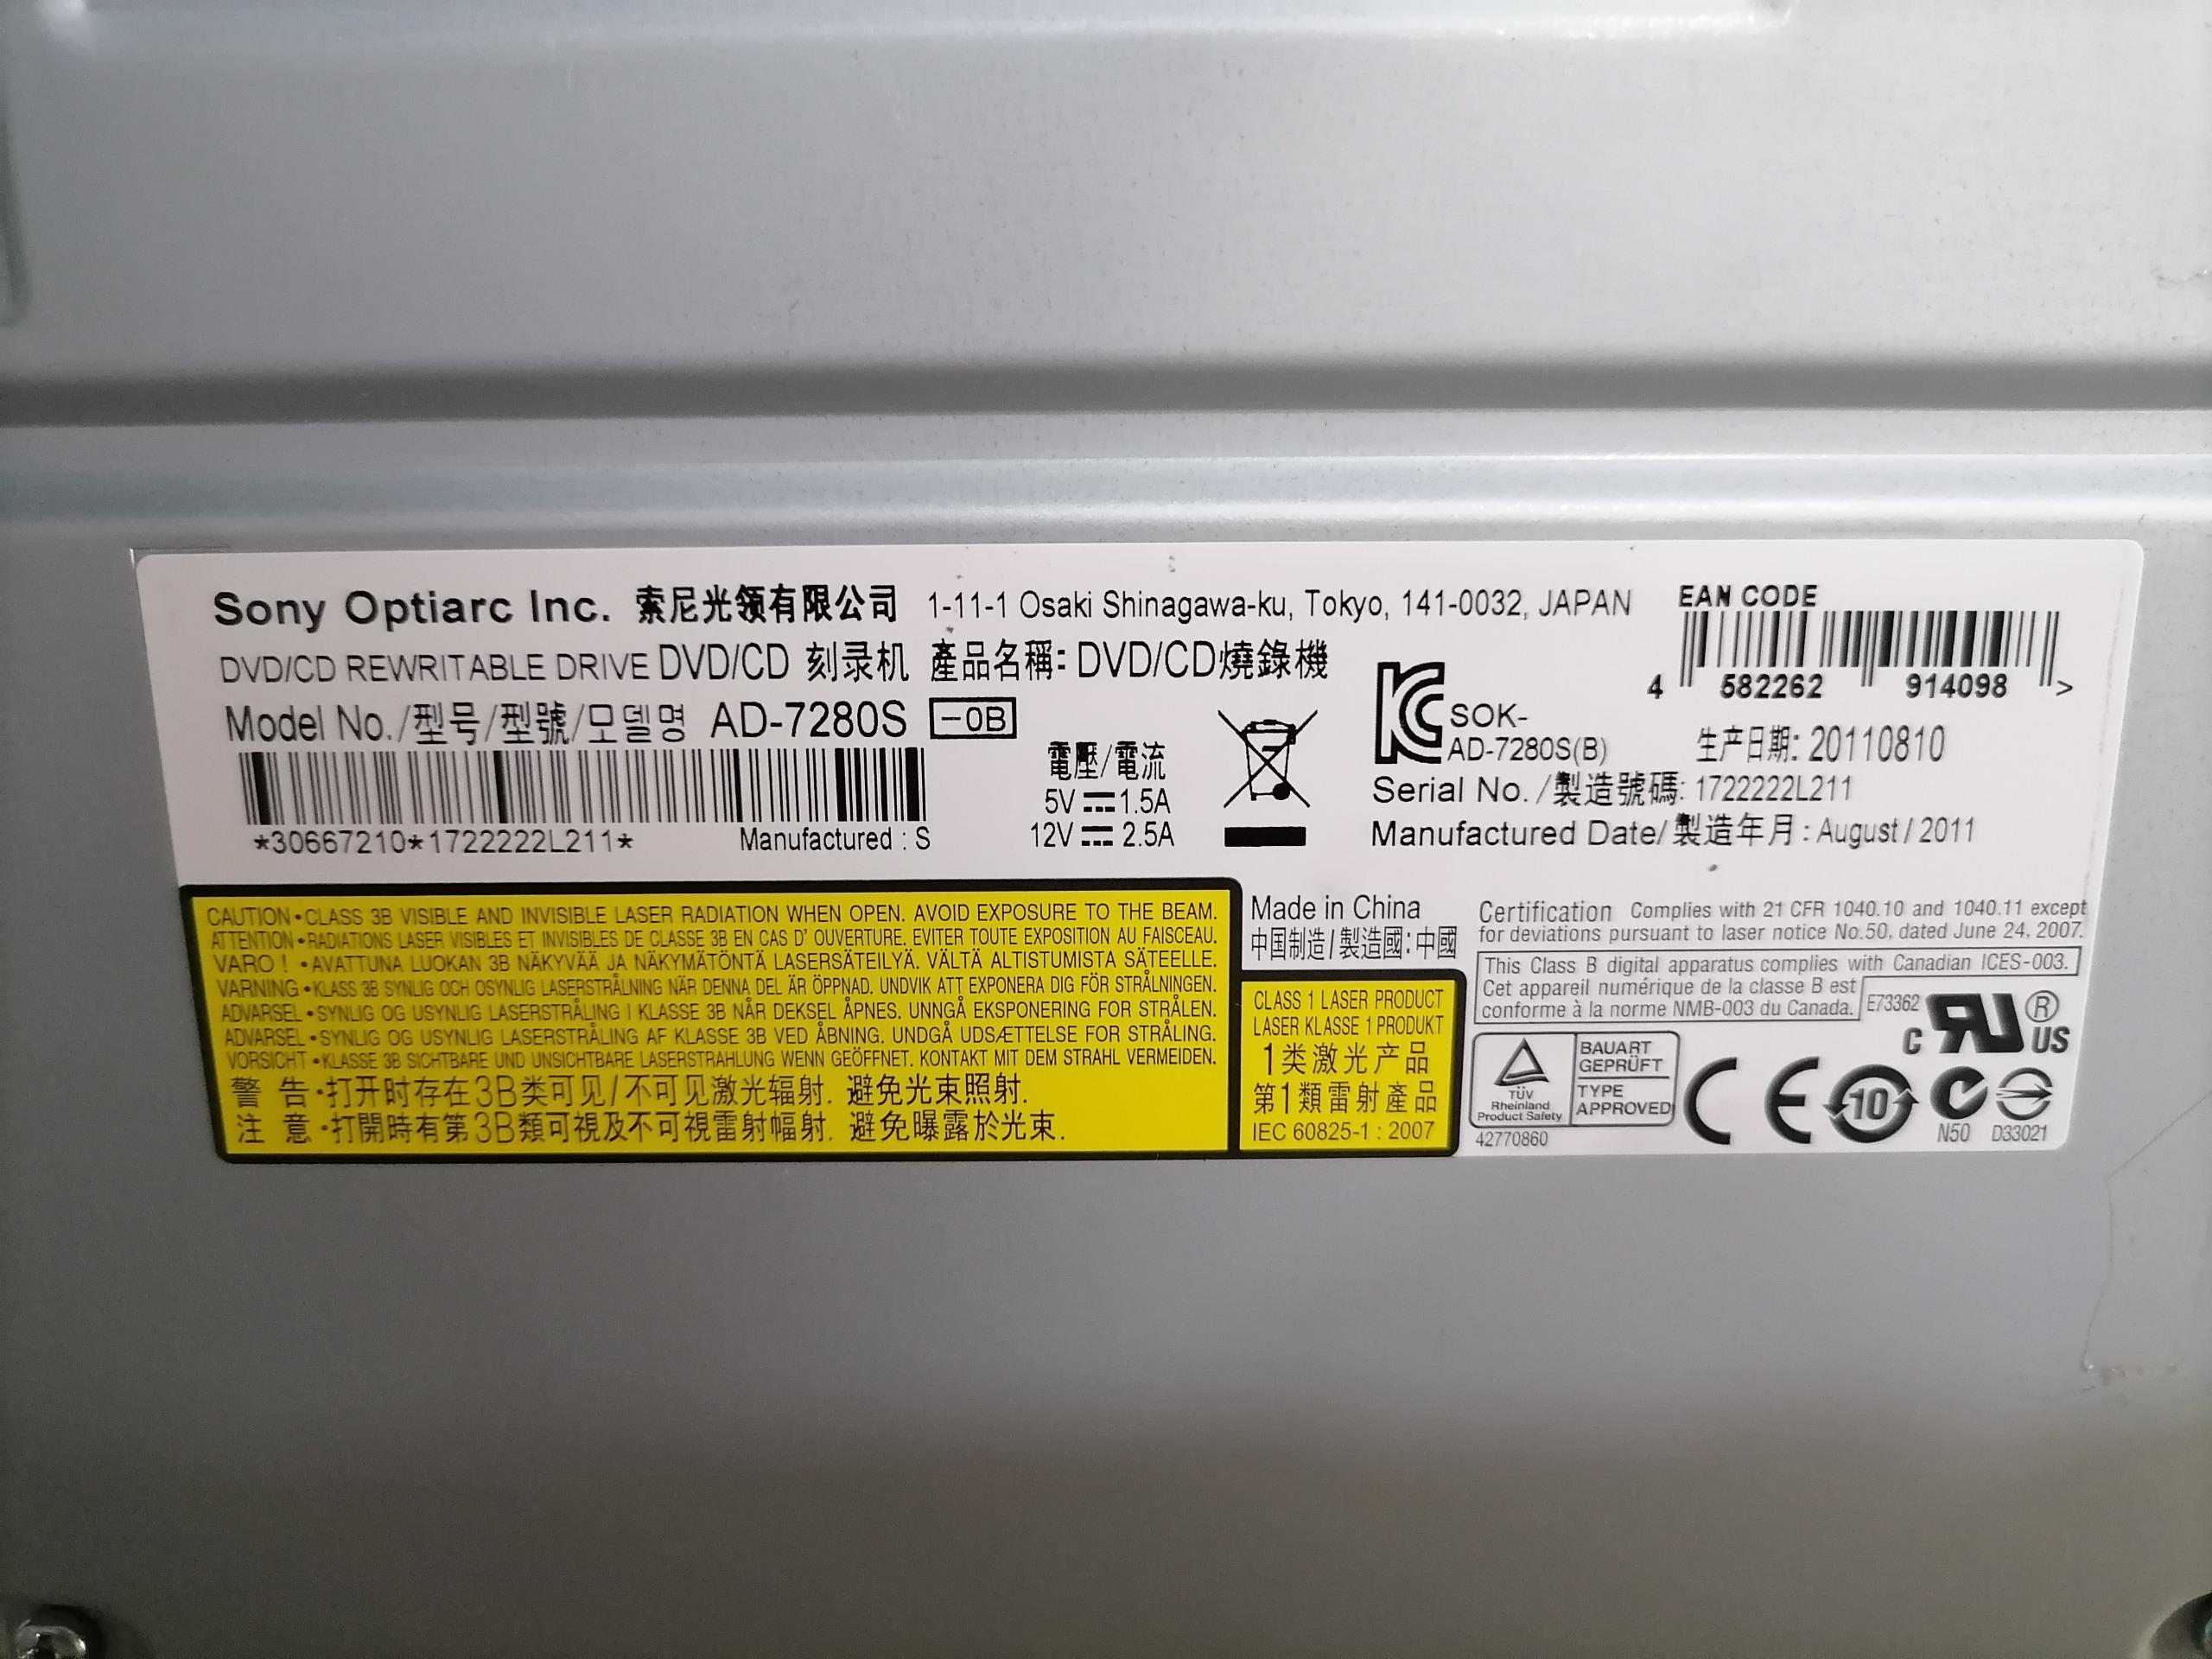 Sony Optiarc Inc. 索尼光领有限公司 1-11-1 Osaki Shinagawa-ku, Tokyo, 141-0032, JAPAN
EAN CODE
4 582262 914098 >
DVD/CD REWRITABLE DRIVE DVD/CD 刻录机 產品名稱: DVD/CD燒錄機
Model No./型号/型號/모델명 AD-7280S -0B
*30667210*1722222L211* Manufactured : S
電壓/電流
5V 1.5A
12V 2.5A
SOK-
AD-7280S(B)
生产日期: 20110810
Serial No./製造號碼: 1722222L211
Manufactured Date/製造年月: August/2011
CAUTION•CLASS 3B VISIBLE AND INVISIBLE LASER RADIATION WHEN OPEN. AVOID EXPOSURE TO THE BEAM.
ATTENTION•RADIATIONS LASER VISIBLES ET INVISIBLES DE CLASSE 3B EN CAS D' OUVERTURE. EVITER TOUTE EXPOSITION AU FAISCEAU.
VARO ! •AVATTUNA LUOKAN 3B NÄKYVÄÄ JA NÄKYMÄTÖNTÄ LASERSÄTEILYÄ. VÄLTÄ ALTISTUMISTA SÄTEELLE.
VARNING•KLASS 3B SYNLIG OCH OSYNLIG LASERSTRÅLNING NÄR DENNA DEL ÄR ÖPPNAD. UNDVIK ATT EXPONERA DIG FÖR STRÅLNINGEN.
ADVARSEL•SYNLIG OG USYNLIG LASERSTRÅLING I KLASSE 3B NÅR DEKSEL ÅPNES. UNNGÅ EKSPONERING FOR STRÅLEN.
ADVARSEL•SYNLIG OG USYNLIG LASERSTRÅLING AF KLASSE 3B VED ÅBNING. UNDGÅ UDSÆTTELSE FOR STRÅLING.
VORSICHT•KLASSE 3B SICHTBARE UND UNSICHTBARE LASERSTRAHLUNG WENN GEÖFFNET. KONTAKT MIT DEM STRAHL VERMEIDEN.
警 告·打开时存在3B类可见/不可见激光辐射. 避免光束照射.
注 意·打開時有第3B類可視及不可視雷射輻射. 避免曝露於光束.
Made in China
中国制造/製造國:中國
CLASS 1 LASER PRODUCT
LASER KLASSE 1 PRODUKT
1类激光产品
第1類雷射產品
IEC 60825-1 : 2007
Certification Complies with 21 CFR 1040.10 and 1040.11 except
for deviations pursuant to laser notice No.50, dated June 24, 2007.
This Class B digital apparatus complies with Canadian ICES-003.
Cet appareil numérique de la classe B est
conforme à la norme NMB-003 du Canada.
E73362
C RU ® US
TÜV
Rheinland
Product Safety
BAUART
GEPRÜFT
TYPE
APPROVED
42770860
CE
10
N50
D33021